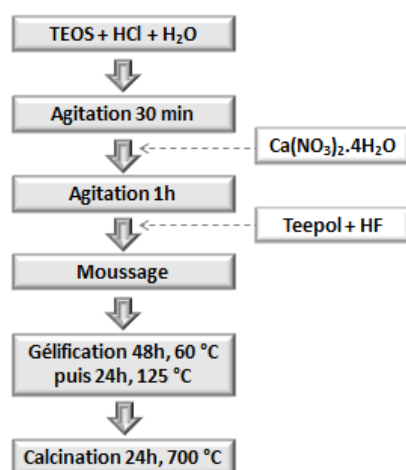 TEOS + HCl + H₂O
Agitation 30 min
Ca(NO₃)₂.4H₂O
Agitation 1h
Teepol + HF
Moussage
Gélification 48h, 60 °C
puis 24h, 125 °C
Calcination 24h, 700 °C